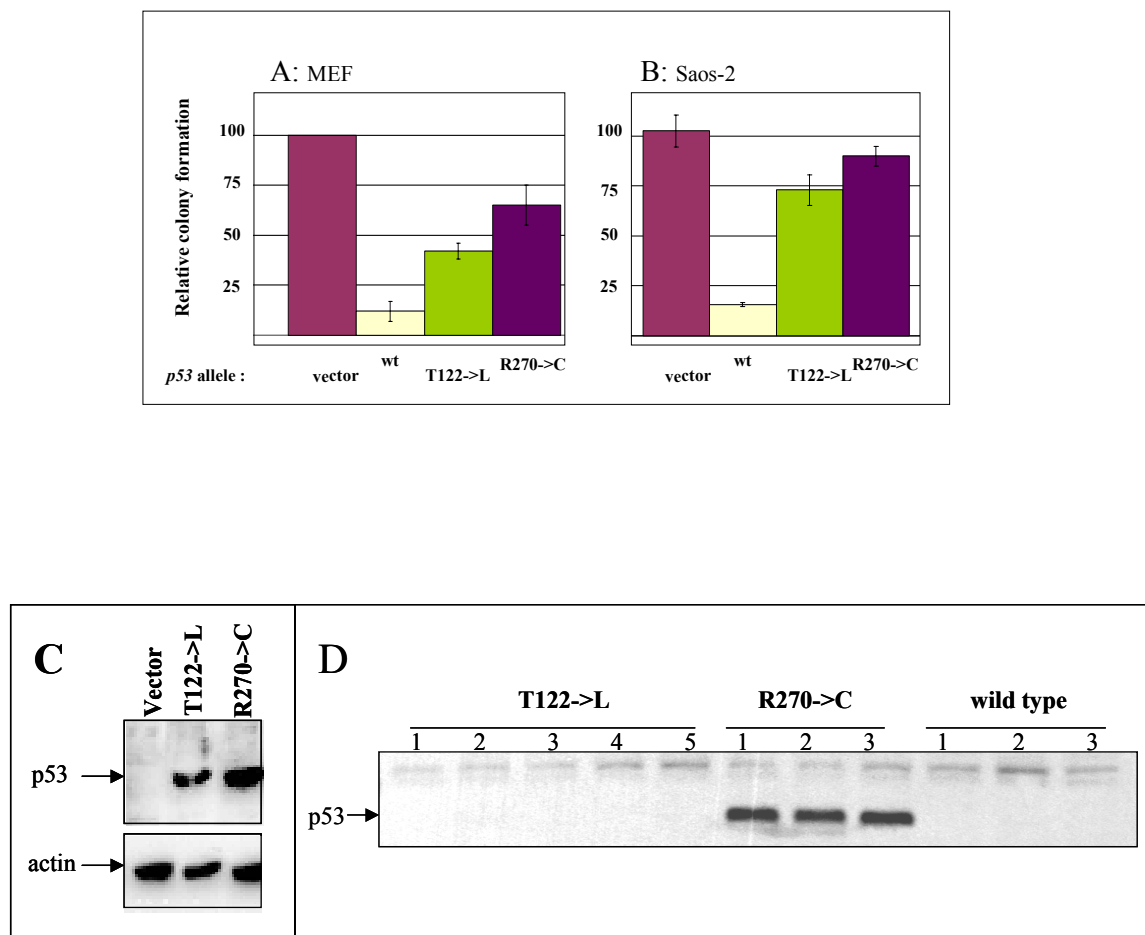 A: MEF
B: Saos-2
Relative colony formation
100
75
50
25
100
75
50
25
p53 allele :
vector
wt
T122->L
R270->C
vector
wt
T122->L
R270->C
C
Vector
T122->L
R270->C
p53
actin
D
T122->L
R270->C
wild type
1 2 3 4 5 1 2 3 1 2 3
p53